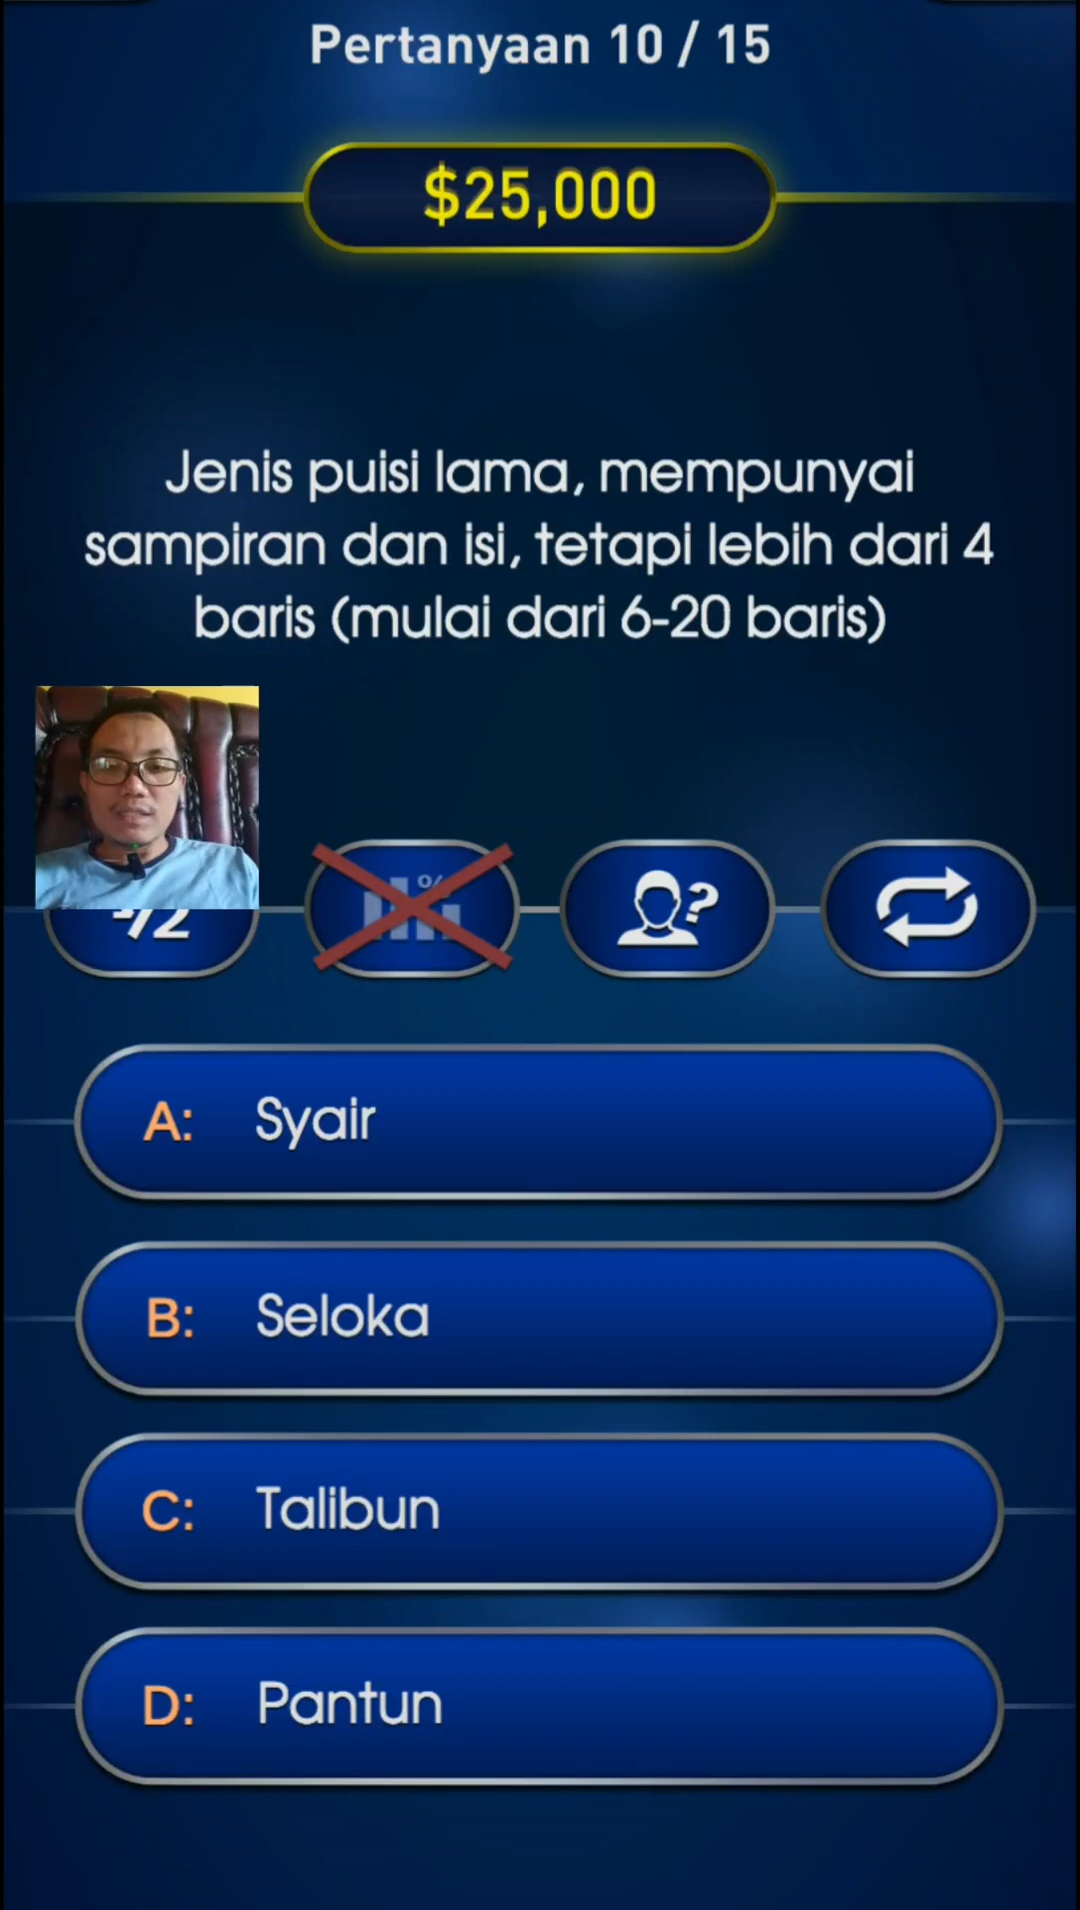 Pertanyaan 10 / 15
$25,000
Jenis puisi lama, mempunyai
sampiran dan isi, tetapi lebih dari 4
baris (mulai dari 6-20 baris)
%
?
A: Syair
B: Seloka
C: Talibun
D: Pantun